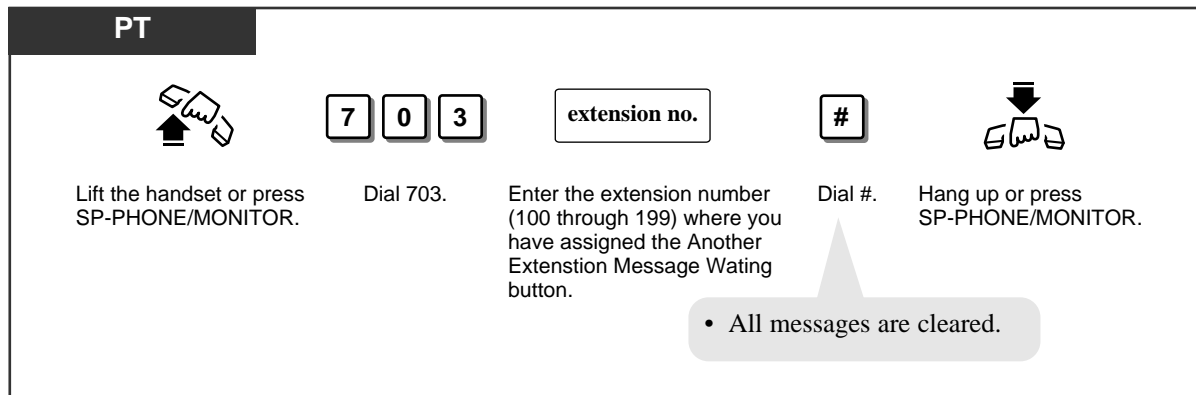 PT
7 0 3
extension no.
#
Lift the handset or press
SP-PHONE/MONITOR.
Dial 703.
Enter the extension number
(100 through 199) where you
have assigned the Another
Extenstion Message Wating
button.
Dial #.
Hang up or press
SP-PHONE/MONITOR.
• All messages are cleared.